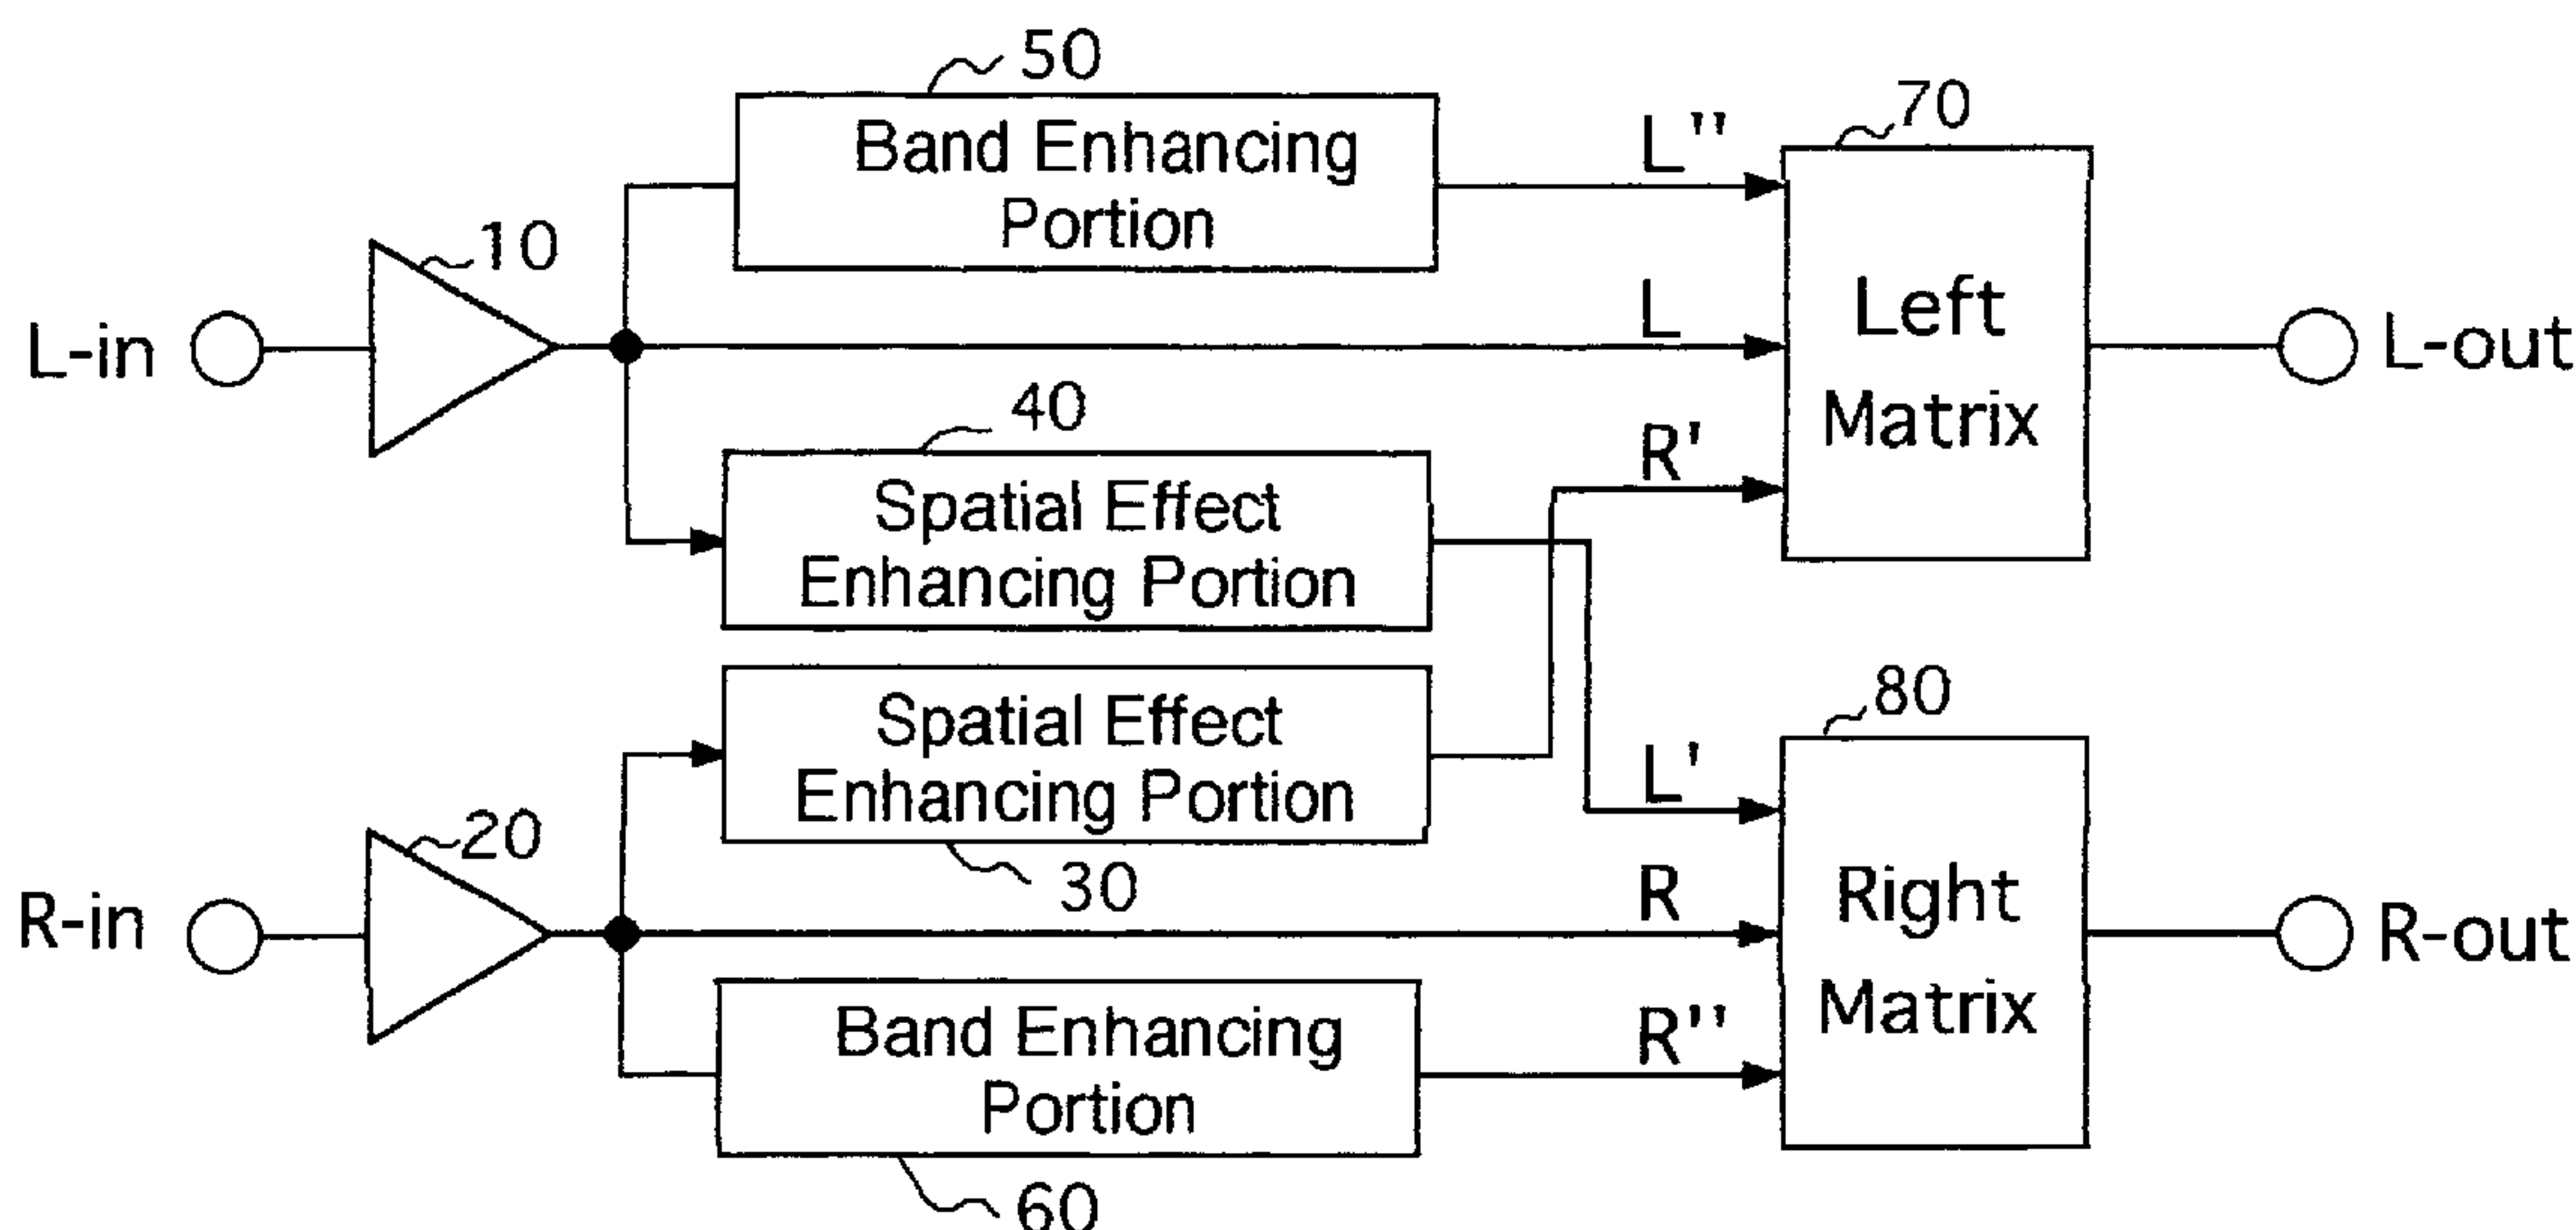 50
Band Enhancing
Portion
L''
70
10
L-in
L
Left
Matrix
L-out
40
Spatial Effect
Enhancing Portion
R'
Spatial Effect
Enhancing Portion
30
L'
80
20
R-in
R
Right
Matrix
R-out
Band Enhancing
Portion
R''
60